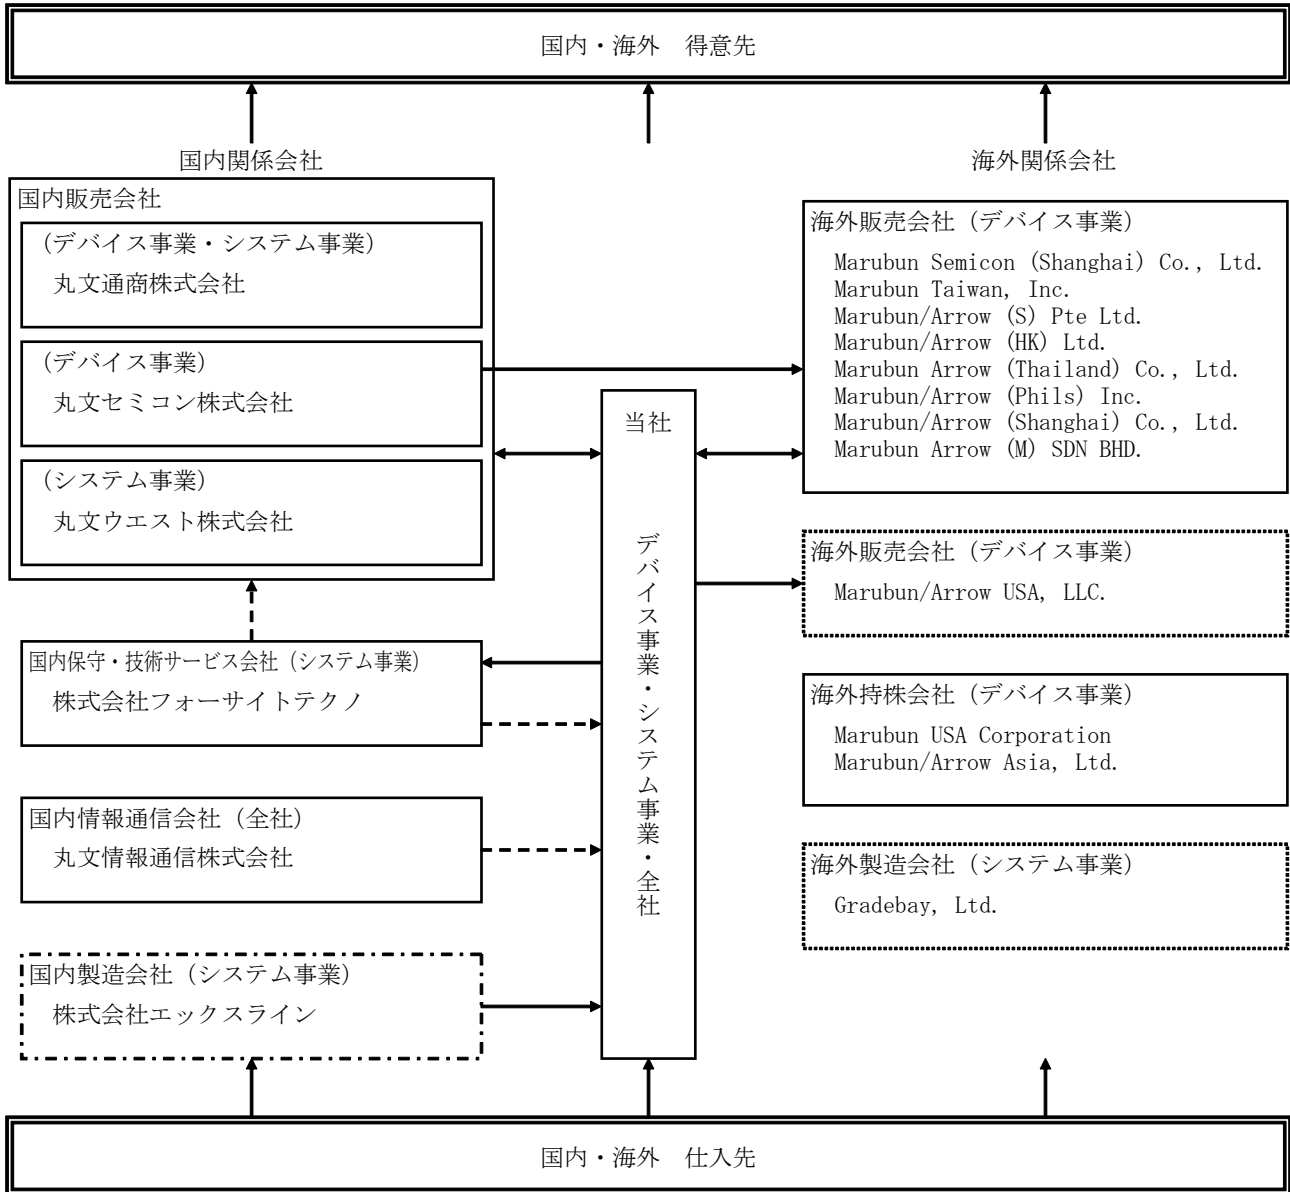 国内・海外　得意先
国内関係会社
国内販売会社
(デバイス事業・システム事業)
丸文通商株式会社
(デバイス事業)
丸文セミコン株式会社
(システム事業)
丸文ウエスト株式会社
国内保守・技術サービス会社 (システム事業)
株式会社フォーサイトテクノ
国内情報通信会社 (全社)
丸文情報通信株式会社
国内製造会社 (システム事業)
株式会社エックスライン
当社
デバイス事業・システム事業・全社
海外関係会社
海外販売会社 (デバイス事業)
Marubun Semicon (Shanghai) Co., Ltd.
Marubun Taiwan, Inc.
Marubun/Arrow (S) Pte Ltd.
Marubun/Arrow (HK) Ltd.
Marubun Arrow (Thailand) Co., Ltd.
Marubun/Arrow (Phils) Inc.
Marubun/Arrow (Shanghai) Co., Ltd.
Marubun Arrow (M) SDN BHD.
海外販売会社 (デバイス事業)
Marubun/Arrow USA, LLC.
海外持株会社 (デバイス事業)
Marubun USA Corporation
Marubun/Arrow Asia, Ltd.
海外製造会社 (システム事業)
Gradebay, Ltd.
国内・海外　仕入先